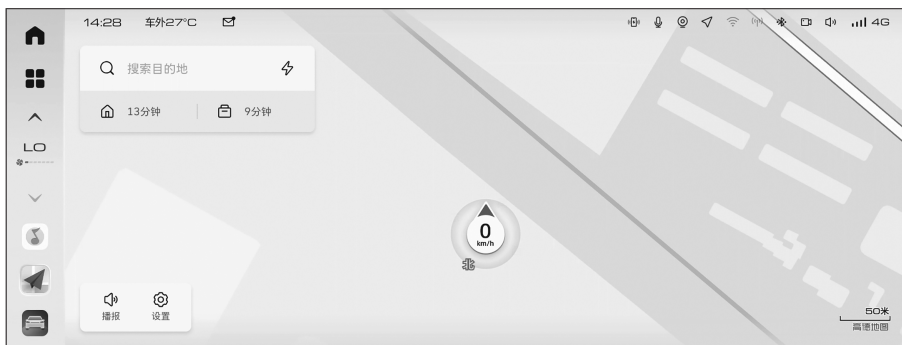 14:28 车外27°C
4G
搜索目的地
13分钟 9分钟
LO
0
km/h
北
播报 设置
50米
高德地图